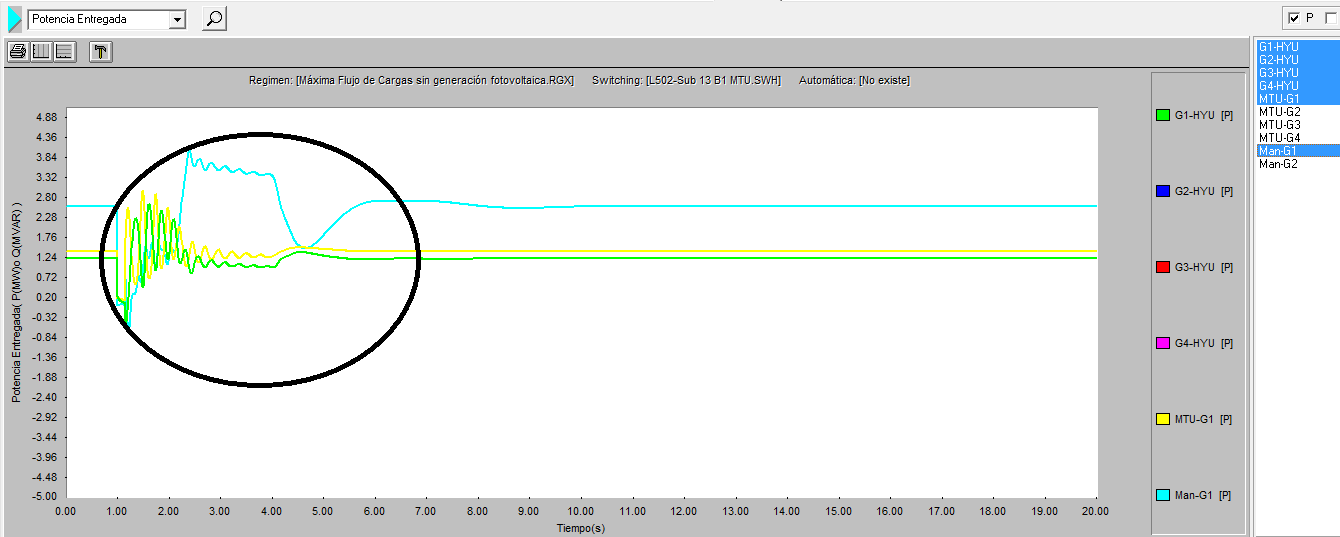 Potencia Entregada
P
Regimen: [Máxima Flujo de Cargas sin generación fotovoltaica.RGX] Switching: [L502-Sub 13 B1 MTU.SWH] Automática: [No existe]
Potencia Entregada( P(MW)o Q(MVAR) )
4.88
4.36
3.84
3.32
2.80
2.28
1.76
1.24
0.72
0.20
-0.32
-0.84
-1.36
-1.88
-2.40
-2.92
-3.44
-3.96
-4.48
-5.00
0.00 1.00 2.00 3.00 4.00 5.00 6.00 7.00 8.00 9.00 10.00 11.00 12.00 13.00 14.00 15.00 16.00 17.00 18.00 19.00 20.00
Tiempo(s)
G1-HYU [P]
G2-HYU [P]
G3-HYU [P]
G4-HYU [P]
MTU-G1 [P]
Man-G1 [P]
G1-HYU
G2-HYU
G3-HYU
G4-HYU
MTU-G1
MTU-G2
MTU-G3
MTU-G4
Man-G1
Man-G2